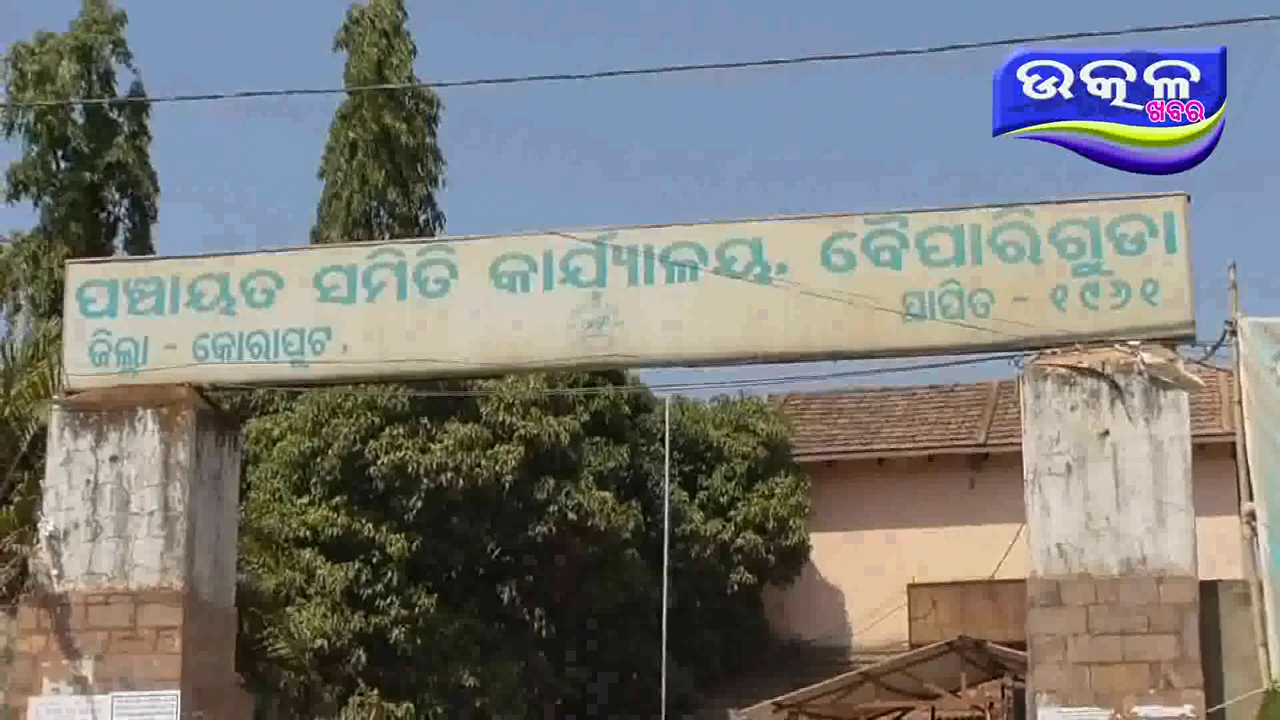 ଉତ୍କଳ
ଖବର
ପଞ୍ଚାୟତ ସମିତି କାର୍ଯ୍ୟାଳୟ. ବୈପାରିଗୁଡା
ଜିଲ୍ଲା - କୋରାପୁଟ.
ସ୍ଥାପିତ - ୧୯୬୧